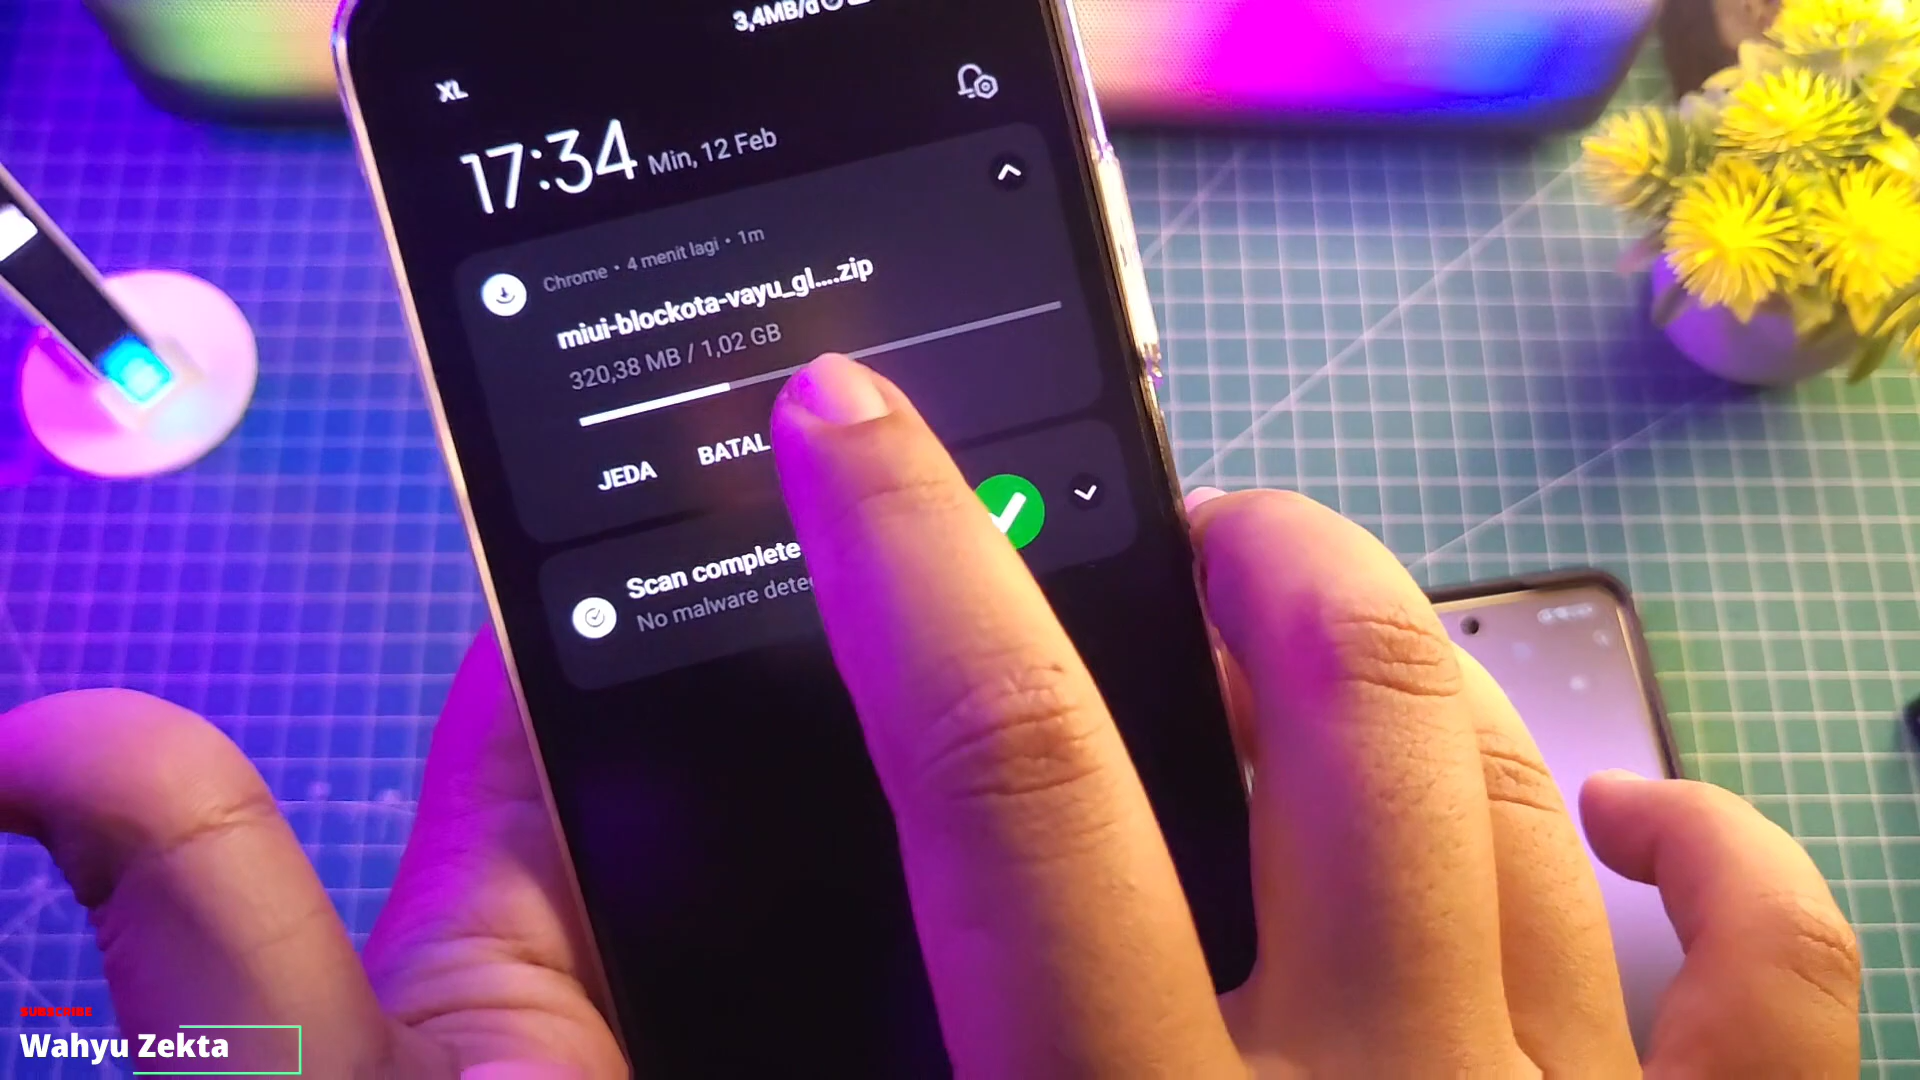 3,4MB/d
XL
17:34 Min, 12 Feb
Chrome • 4 menit lagi • 1m
miui-blockota-vayu_gl....zip
320,38 MB / 1,02 GB
JEDA BATAL
Scan complete
No malware dete
SUBSCRIBE
Wahyu Zekta